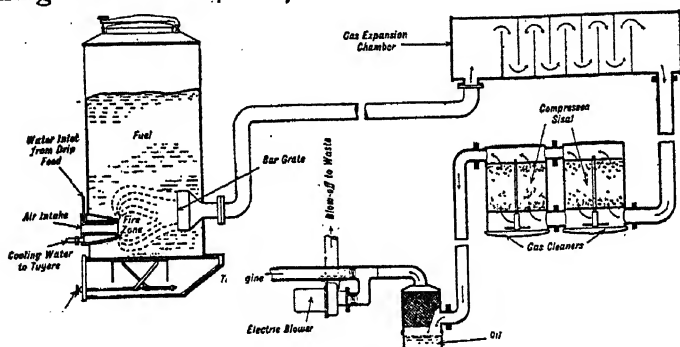 Gas Expansion
Chamber
Water Inlet
from Drip
Feed
Fuel
Bar Grate
Compressed
Sisal
Air Intake
Fire
Zone
Cooling Water
to Tuyere
Blow-off to Waste
Gas Cleaners
gine
Electric Blower
Oil